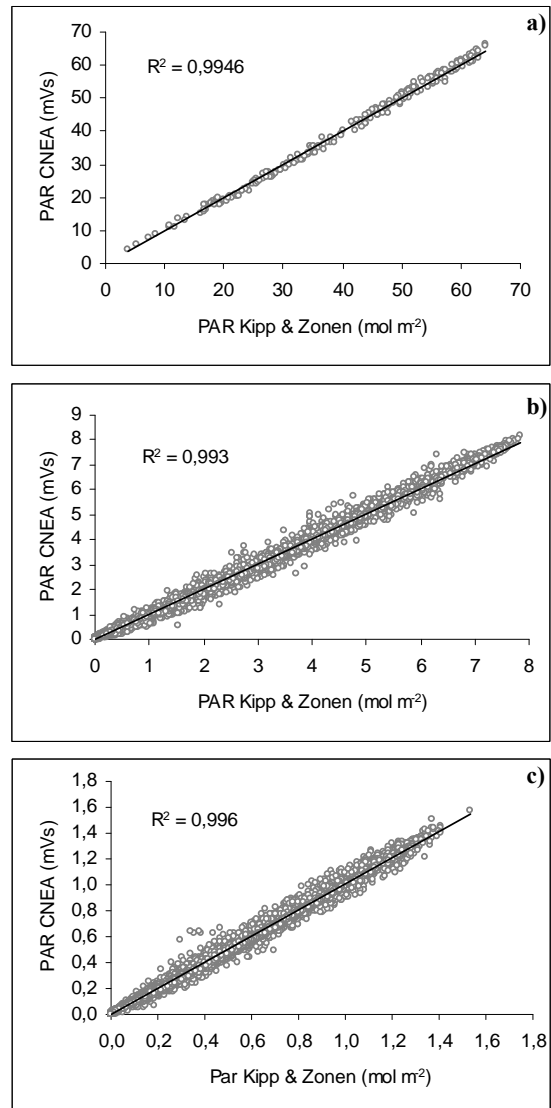 a)
R² = 0,9946
PAR CNEA (mVs)
70
60
50
40
30
20
10
0
0 10 20 30 40 50 60 70
PAR Kipp & Zonen (mol m⁻²)
b)
R² = 0,993
PAR CNEA (mVs)
9
8
7
6
5
4
3
2
1
0
0 1 2 3 4 5 6 7 8
PAR Kipp & Zonen (mol m⁻²)
c)
R² = 0,996
PAR CNEA (mVs)
1,8
1,6
1,4
1,2
1,0
0,8
0,6
0,4
0,2
0,0
0,0 0,2 0,4 0,6 0,8 1,0 1,2 1,4 1,6 1,8
Par Kipp & Zonen (mol m⁻²)